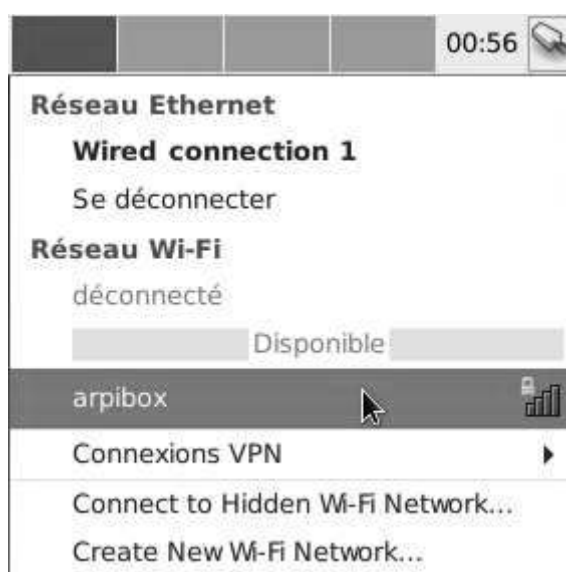 00:56
Réseau Ethernet
Wired connection 1
Se déconnecter
Réseau Wi-Fi
déconnecté
Disponible
arpibox
Connexions VPN
Connect to Hidden Wi-Fi Network...
Create New Wi-Fi Network...